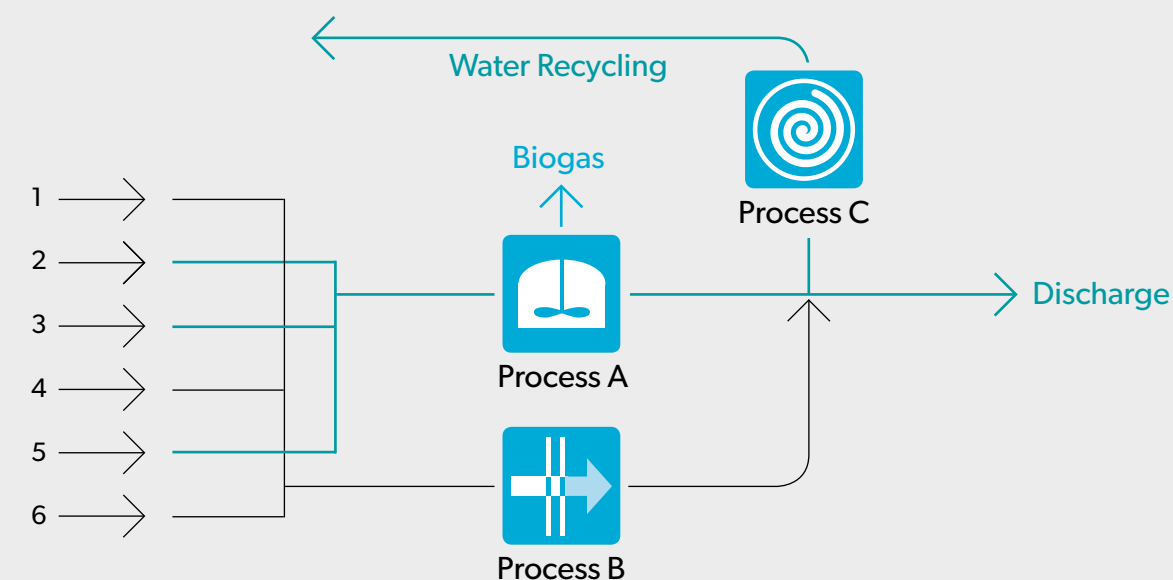 Water Recycling
Biogas
Process C
1
2
3
4
5
6
Discharge
Process A
Process B